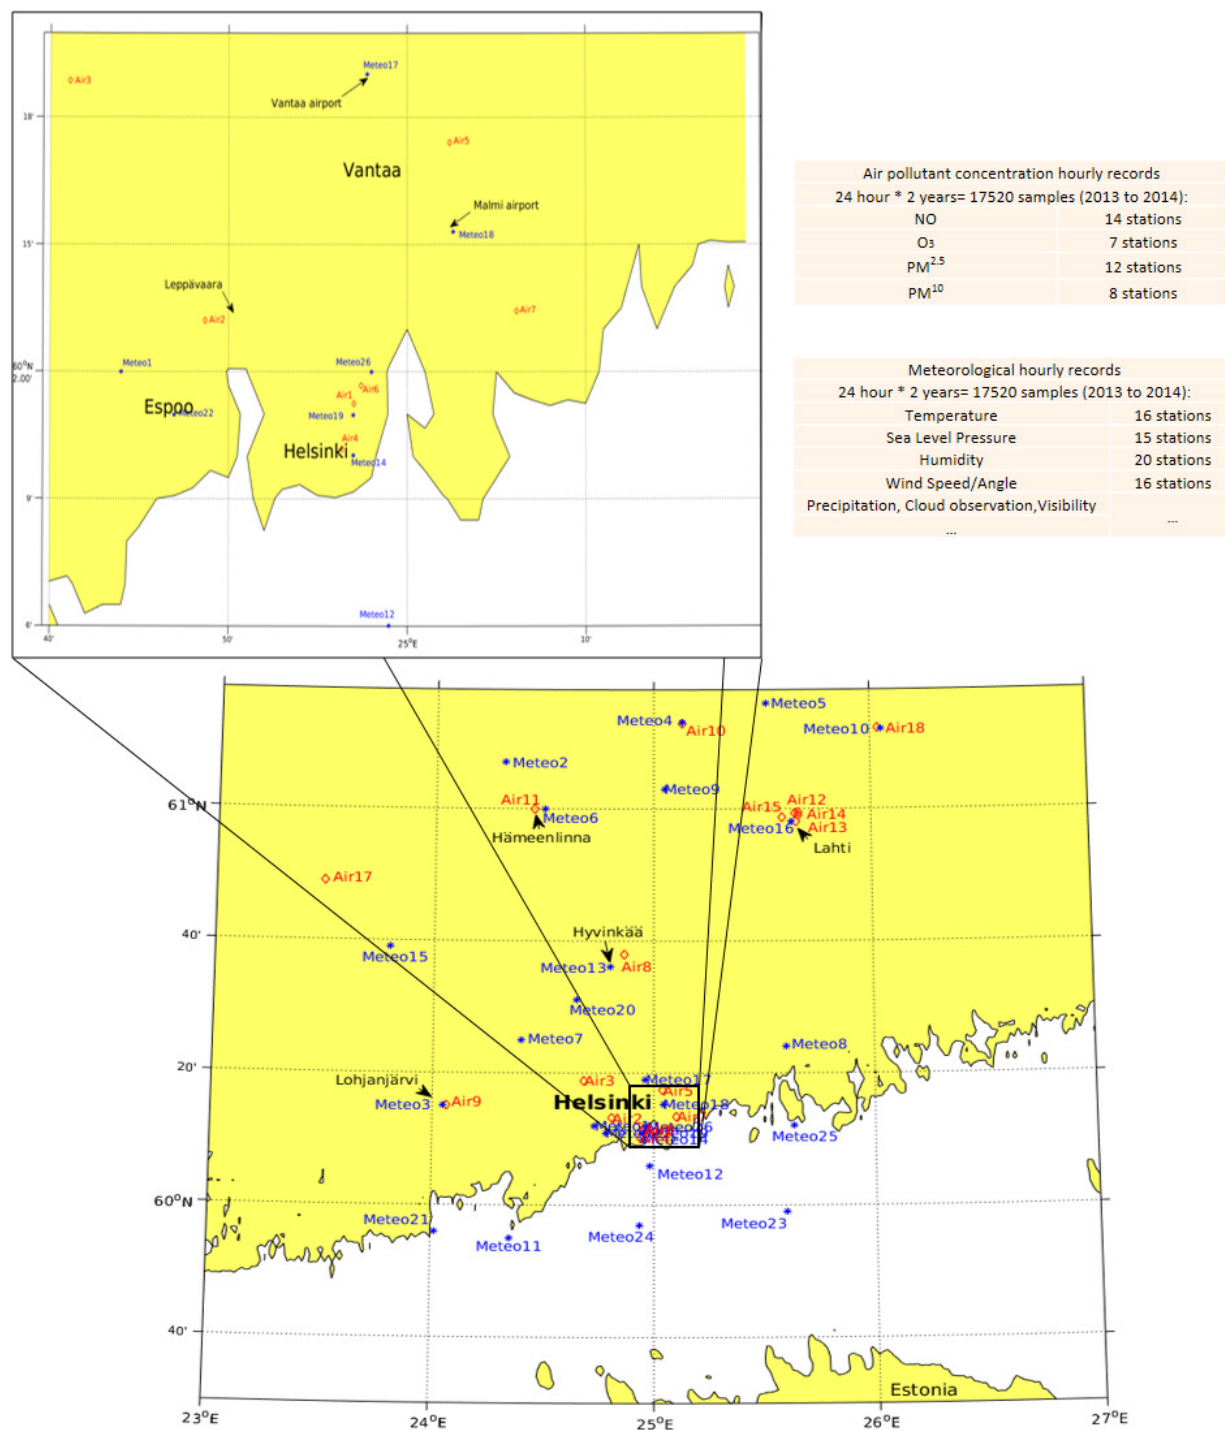 Meteo17
Air3
Vantaa airport
18'
Air5
Vantaa
Malmi airport
Meteo18
15'
Leppävaara
Air7
Air2
Meteo1
Meteo26
60°N
2.00'
Air6
Air1
Espoo
Meteo22
Meteo19
Air4
Helsinki
Meteo14
9'
Meteo12
6'
40'
50'
25°E
10'
Air pollutant concentration hourly records
24 hour * 2 years= 17520 samples (2013 to 2014):
NO 14 stations
O3 7 stations
PM2.5 12 stations
PM10 8 stations
Meteorological hourly records
24 hour * 2 years= 17520 samples (2013 to 2014):
Temperature 16 stations
Sea Level Pressure 15 stations
Humidity 20 stations
Wind Speed/Angle 16 stations
Precipitation, Cloud observation,Visibility
... ...
Meteo5
Meteo4
Air10
Meteo10
Air18
Meteo2
Meteo9
61°N
Air11
Meteo6
Hämeenlinna
Air15
Air12
Air14
Meteo16
Air13
Lahti
Air17
Hyvinkää
40'
Meteo15
Meteo13
Air8
Meteo20
Meteo7
Meteo8
20'
Lohjanjärvi
Air3
Meteo17
Air5
Meteo3
Air9
Helsinki
Meteo18
Air2
Meteo14
Meteo25
Meteo12
60°N
Meteo21
Meteo11
Meteo24
Meteo23
40'
Estonia
23°E
24°E
25°E
26°E
27°E